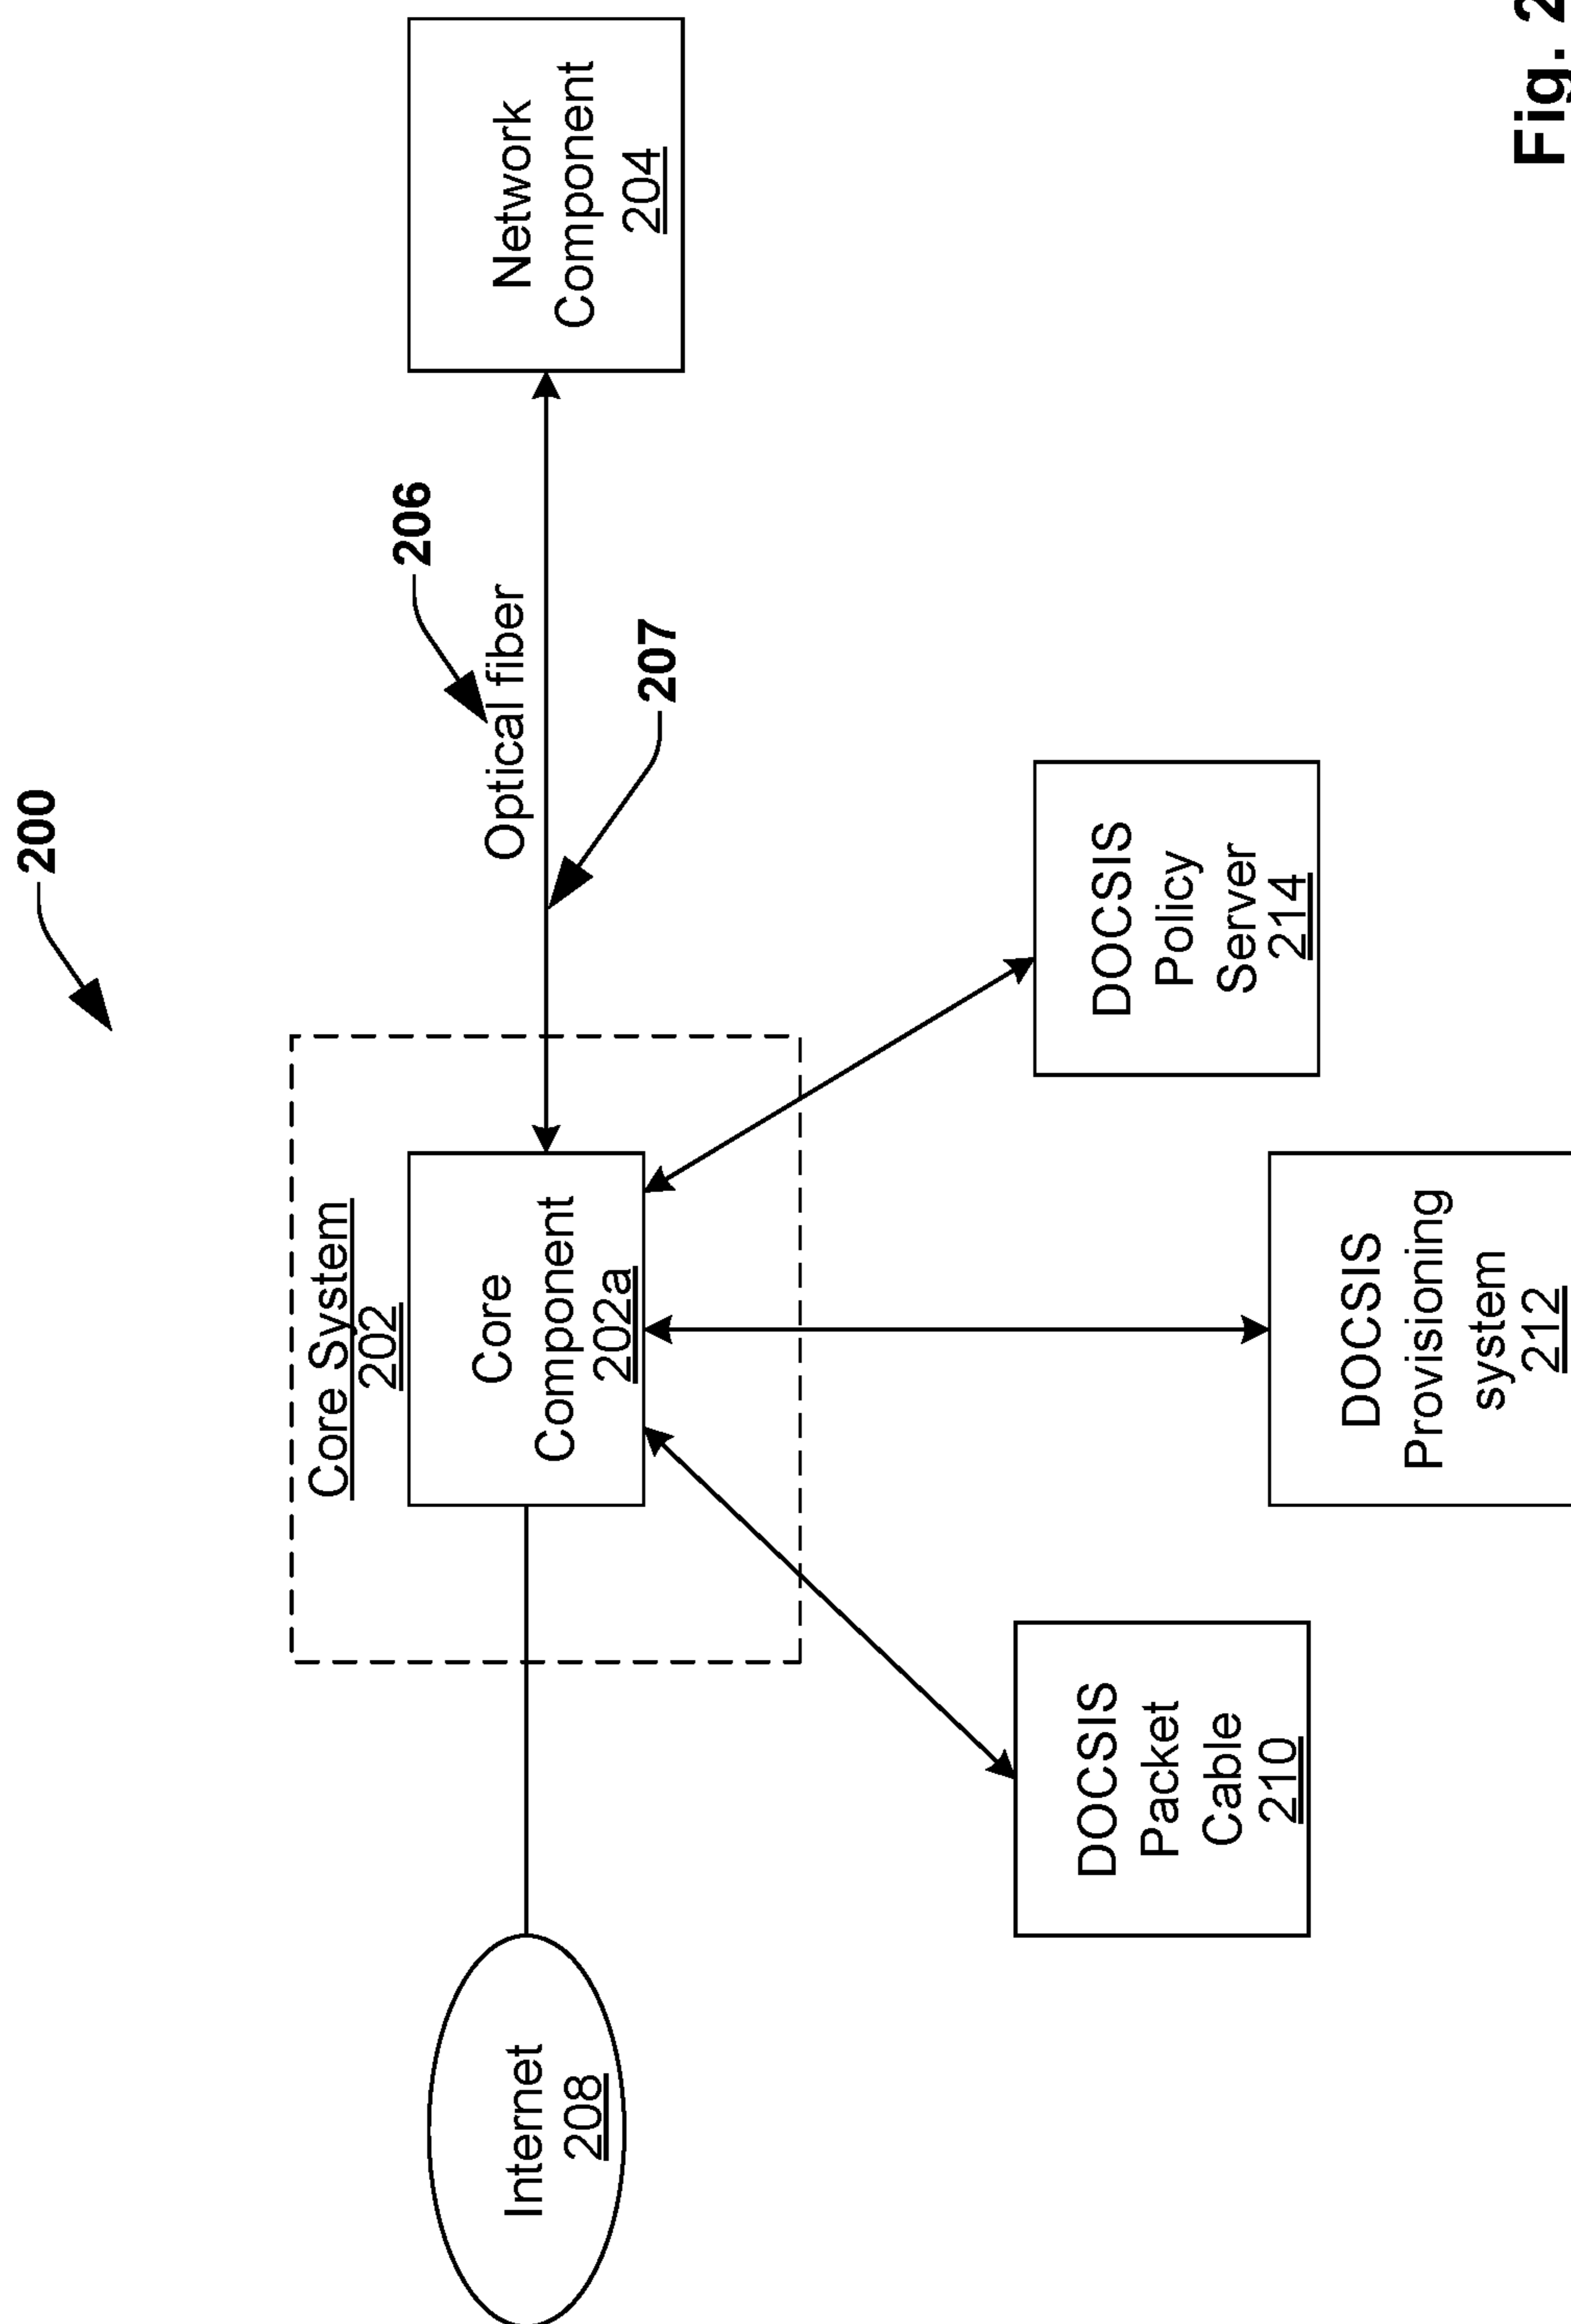 200
Core System
202
Core
Component
202a
Optical fiber
206
207
Network
Component
204
Internet
208
DOCSIS
Packet
Cable
210
DOCSIS
Provisioning
system
212
DOCSIS
Policy
Server
214
Fig. 2